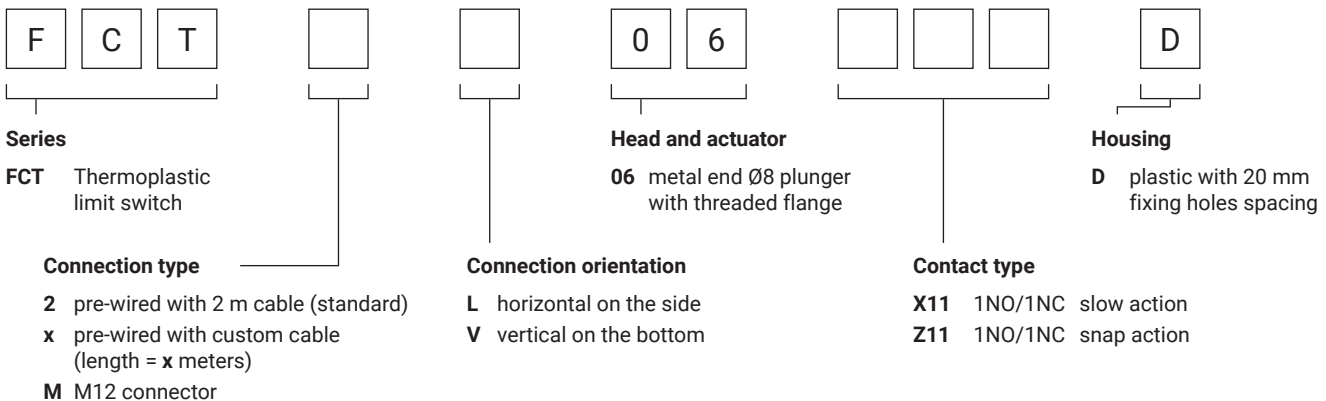 F C T 0 6 D
Series
FCT Thermoplastic
limit switch
Head and actuator
06 metal end Ø8 plunger
with threaded flange
Housing
D plastic with 20 mm
fixing holes spacing
Connection type
2 pre-wired with 2 m cable (standard)
x pre-wired with custom cable
(length = x meters)
M M12 connector
Connection orientation
L horizontal on the side
V vertical on the bottom
Contact type
X11 1NO/1NC slow action
Z11 1NO/1NC snap action